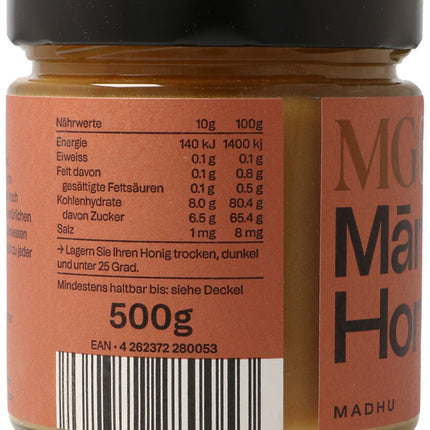 Nährwerte 10g 100g
Energie 140 kJ 1400 kj
Eiweiss 0.1 g 0.1 g
Fett davon 0.1 g 0.8 g
gesättigte Fettsäuren 0.1 g 0.5 g
Kohlenhydrate 8.0 g 80.4 g
davon Zucker 6.5 g 65.4 g
Salz 1 mg 8 mg
→ Lagern Sie Ihren Honig trocken, dunkel
und unter 25 Grad.
Mindestens haltbar bis: siehe Deckel
500g
EAN • 4 262372 280053
MG
Mā
Ho
MADHU